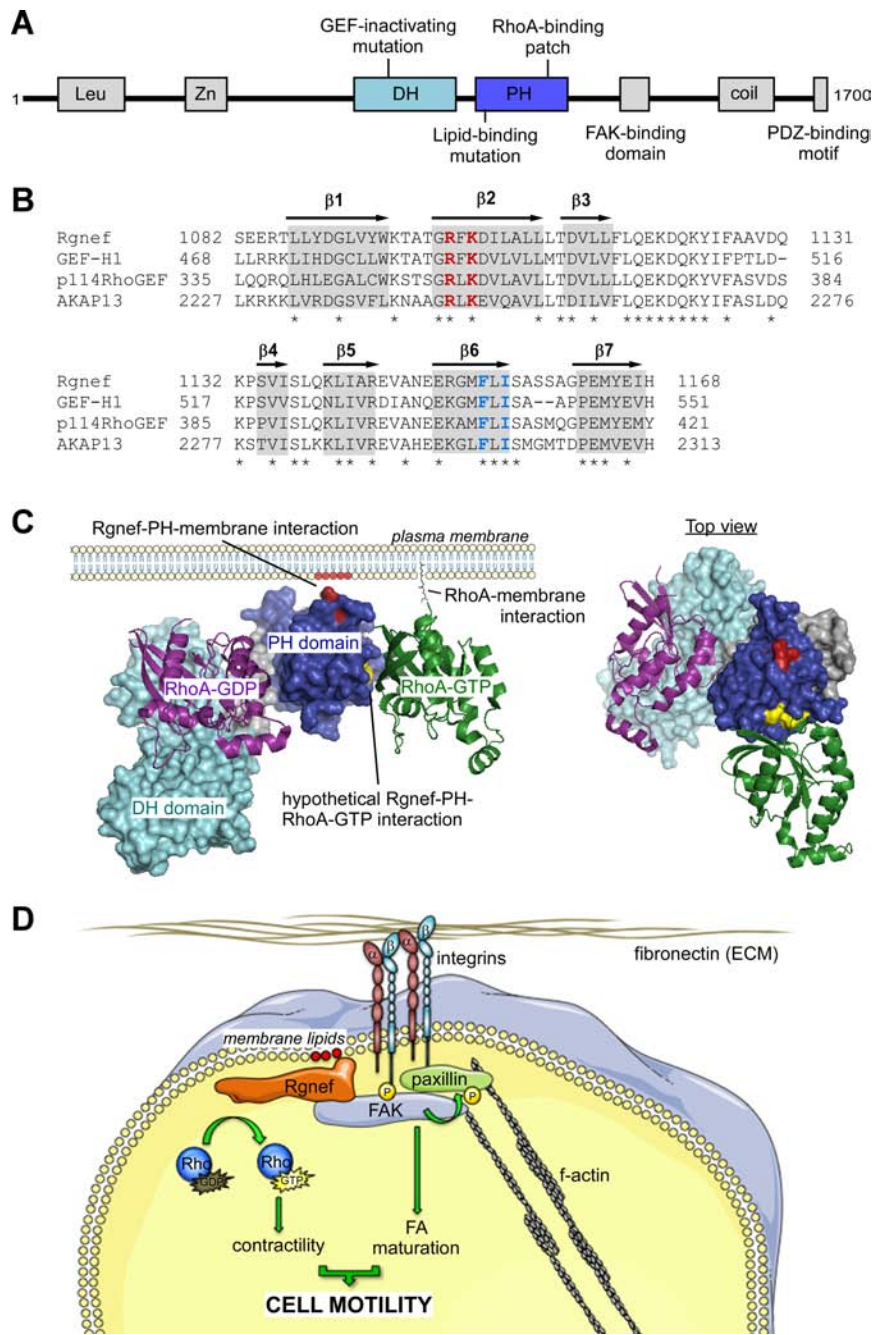 A
GEF-inactivating
mutation
RhoA-binding
patch
1 Leu Zn DH PH coil 1700
Lipid-binding
mutation
FAK-binding
domain
PDZ-binding
motif
B
β1 β2 β3
Rgnef 1082 SEERTLLYDGLVYWKTATGRFKDILALLLTDVLLFLQEKDQKYIFAAVDQ 1131
GEF-H1 468 LLRRKLIHDGCLLWKTATGRFKDVLVLLMTDVLVFLQEKDQKYIFPTLD- 516
p114RhoGEF 335 LQQRQLHLEGALCWKSTSGRLKDVLAVLLTDVLLLLQEKDQKYVFASVDS 384
AKAP13 2227 LKRKKLVRDGSVFLKNAAGRLKEVQAVLLTDILVFLQEKDQKYIFASLDQ 2276
* * * ** * * ** * ********* * *
β4 β5 β6 β7
Rgnef 1132 KPSVISLQKLIAREVANEERGMFLISASSAGPEMYEIH 1168
GEF-H1 517 KPSVVSLQNLIVRDIANQEKGMFLISA--APPEMYEVH 551
p114RhoGEF 385 KPPVISLQKLIVREVANEEKAMFLISASMQGPEMYEMY 421
AKAP13 2277 KSTVISLKKLIVREVAHEEKGLFLISMGMTDPEMVEVH 2313
* * ** ** * * * **** *** *
C
Rgnef-PH-membrane interaction
plasma membrane
Top view
RhoA-membrane
interaction
PH domain
RhoA-GDP
RhoA-GTP
DH domain
hypothetical Rgnef-PH-
RhoA-GTP interaction
D
α β α β
integrins
fibronectin (ECM)
membrane lipids
Rgnef
paxillin
P
FAK
P
Rho
GDP
Rho
GTP
f-actin
contractility
FA
maturation
CELL MOTILITY